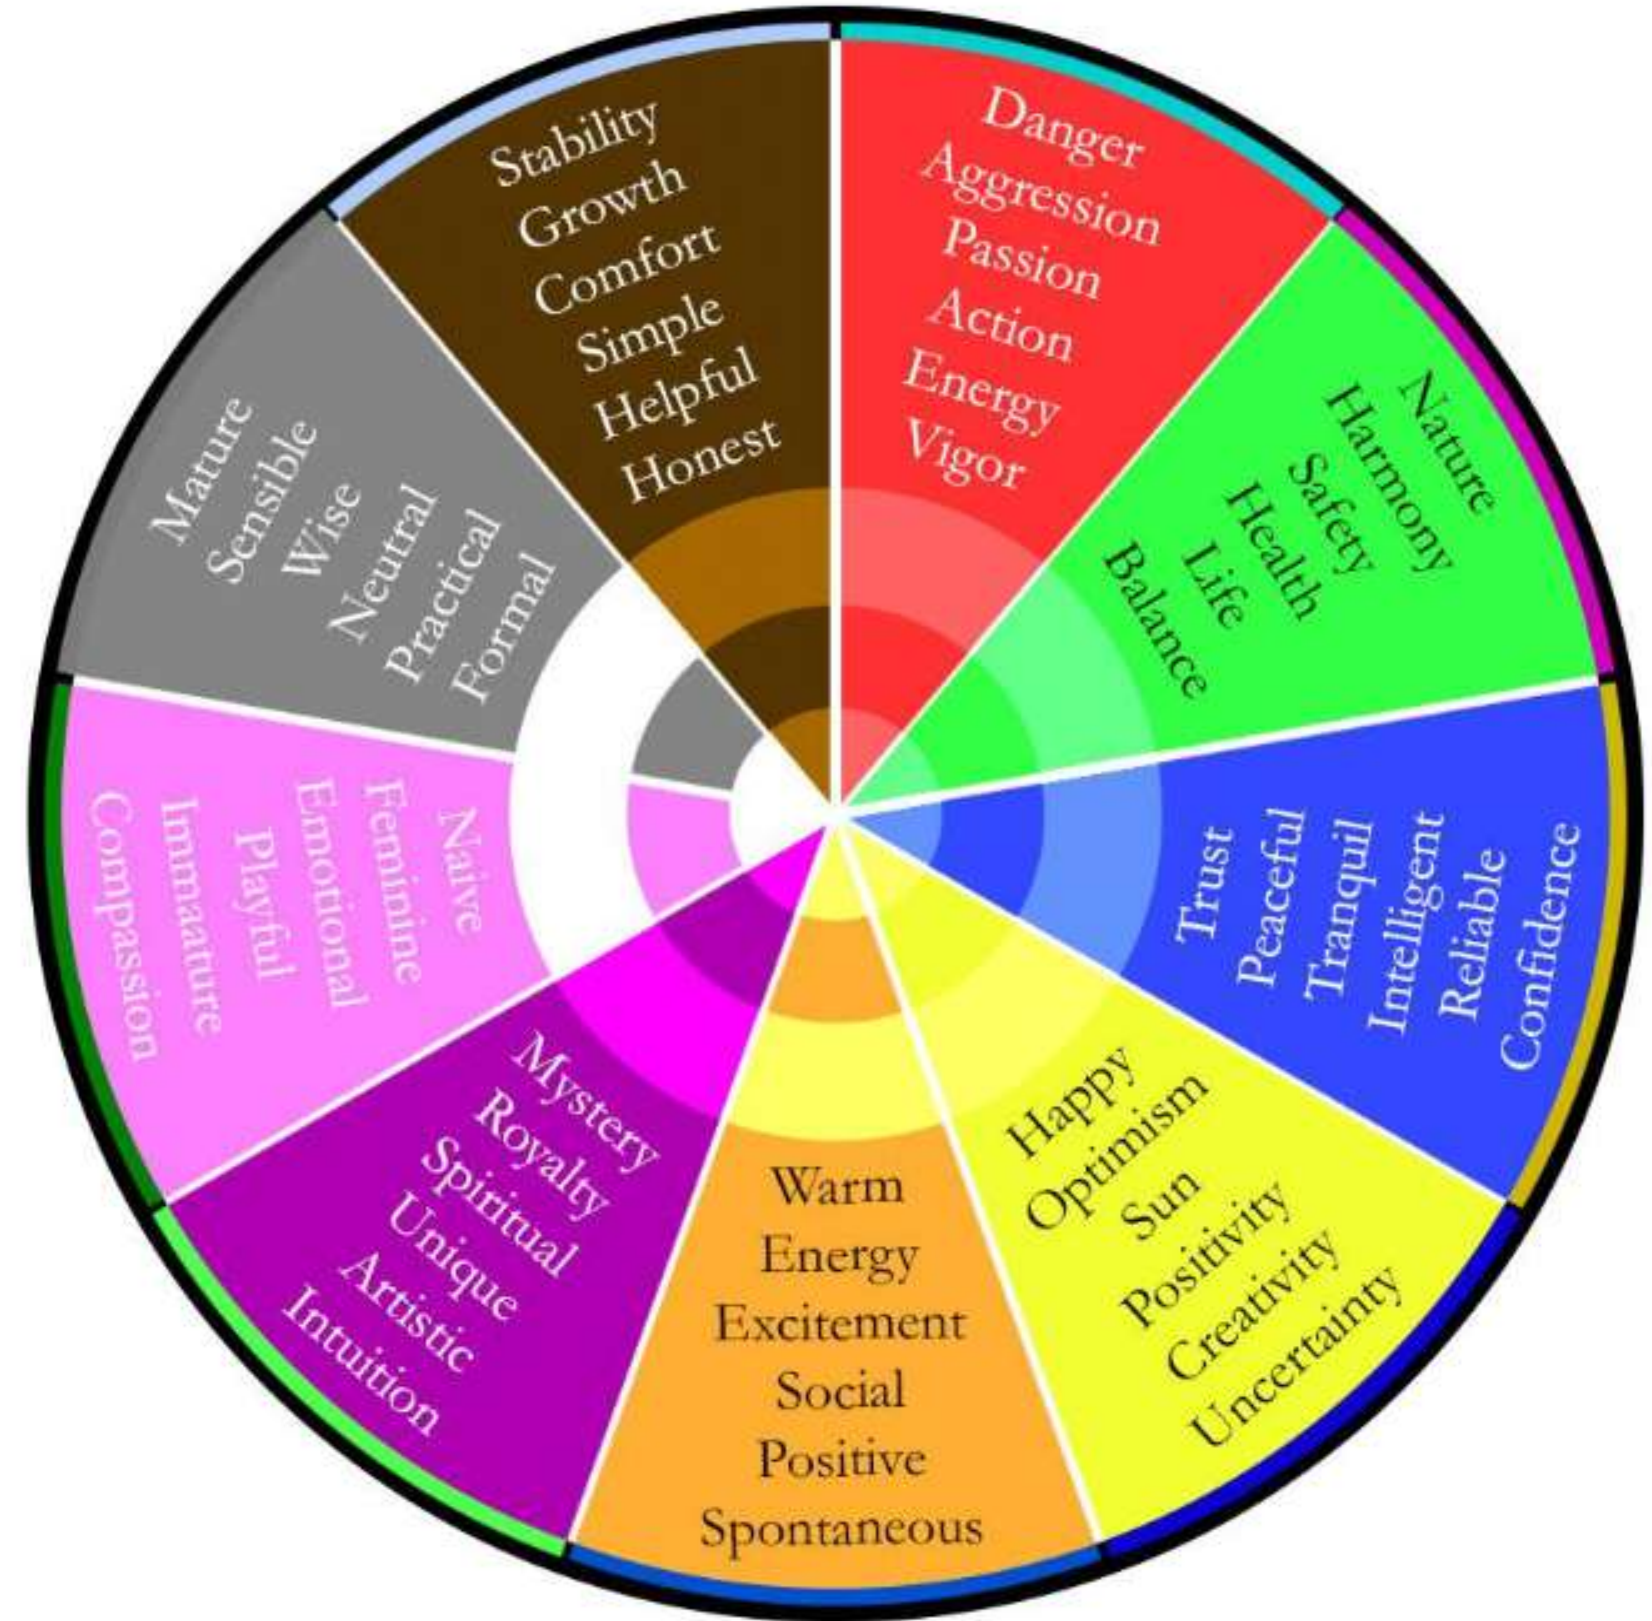 Danger
Aggression
Passion
Action
Energy
Vigor
Nature
Harmony
Safety
Health
Life
Balance
Trust
Peaceful
Tranquil
Intelligent
Reliable
Confidence
Happy
Optimism
Sun
Positivity
Creativity
Uncertainty
Warm
Energy
Excitement
Social
Positive
Spontaneous
Mystery
Royalty
Spiritual
Unique
Artistic
Intuition
Naive
Feminine
Emotional
Playful
Immature
Compassion
Mature
Sensible
Wise
Neutral
Practical
Formal
Stability
Growth
Comfort
Simple
Helpful
Honest